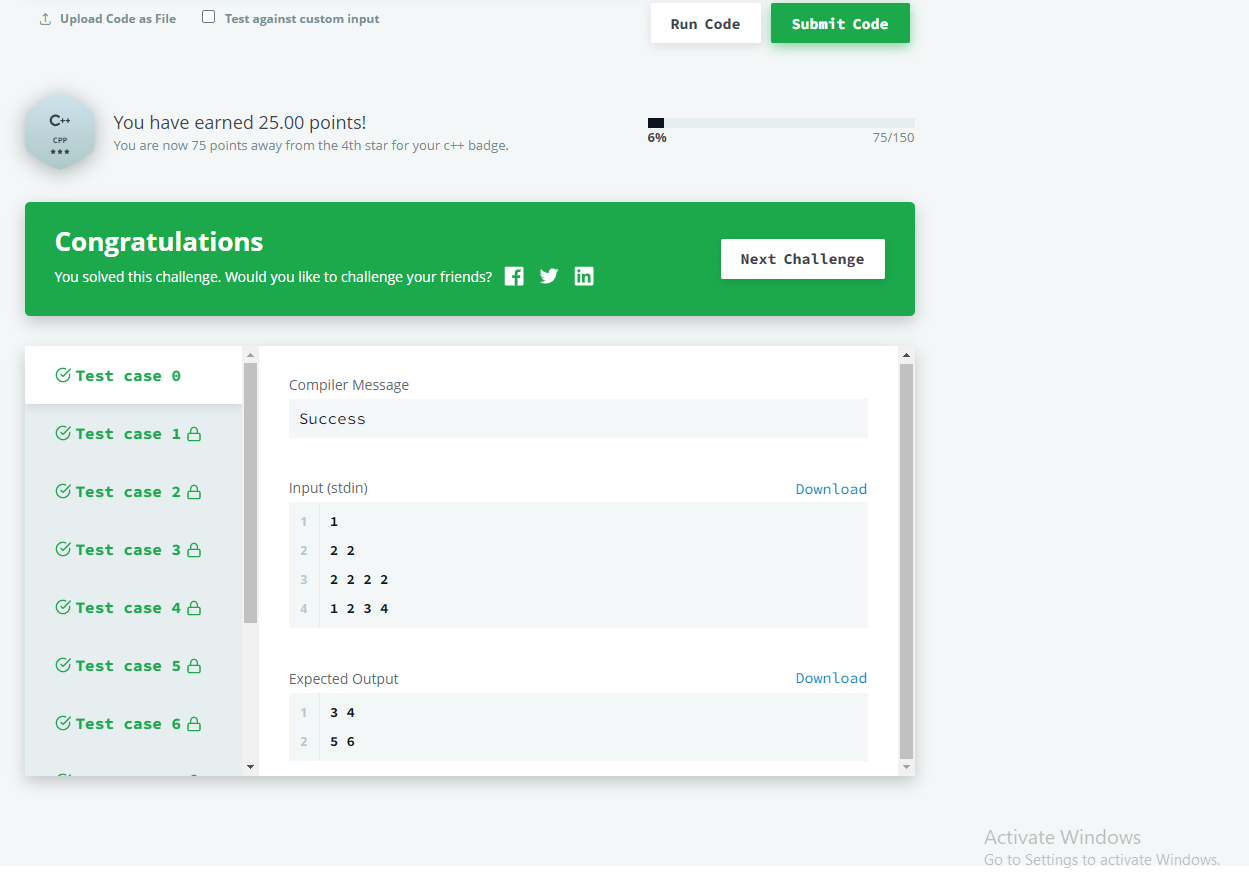 Upload Code as File
Test against custom input
Run Code
Submit Code
C++
CPP
You have earned 25.00 points!
You are now 75 points away from the 4th star for your c++ badge.
6%
75/150
Congratulations
You solved this challenge. Would you like to challenge your friends?
Next Challenge
Test case 0
Test case 1
Test case 2
Test case 3
Test case 4
Test case 5
Test case 6
Compiler Message
Success
Input (stdin)
Download
1 1
2 2 2
3 2 2 2 2
4 1 2 3 4
Expected Output
Download
1 3 4
2 5 6
Activate Windows
Go to Settings to activate Windows.